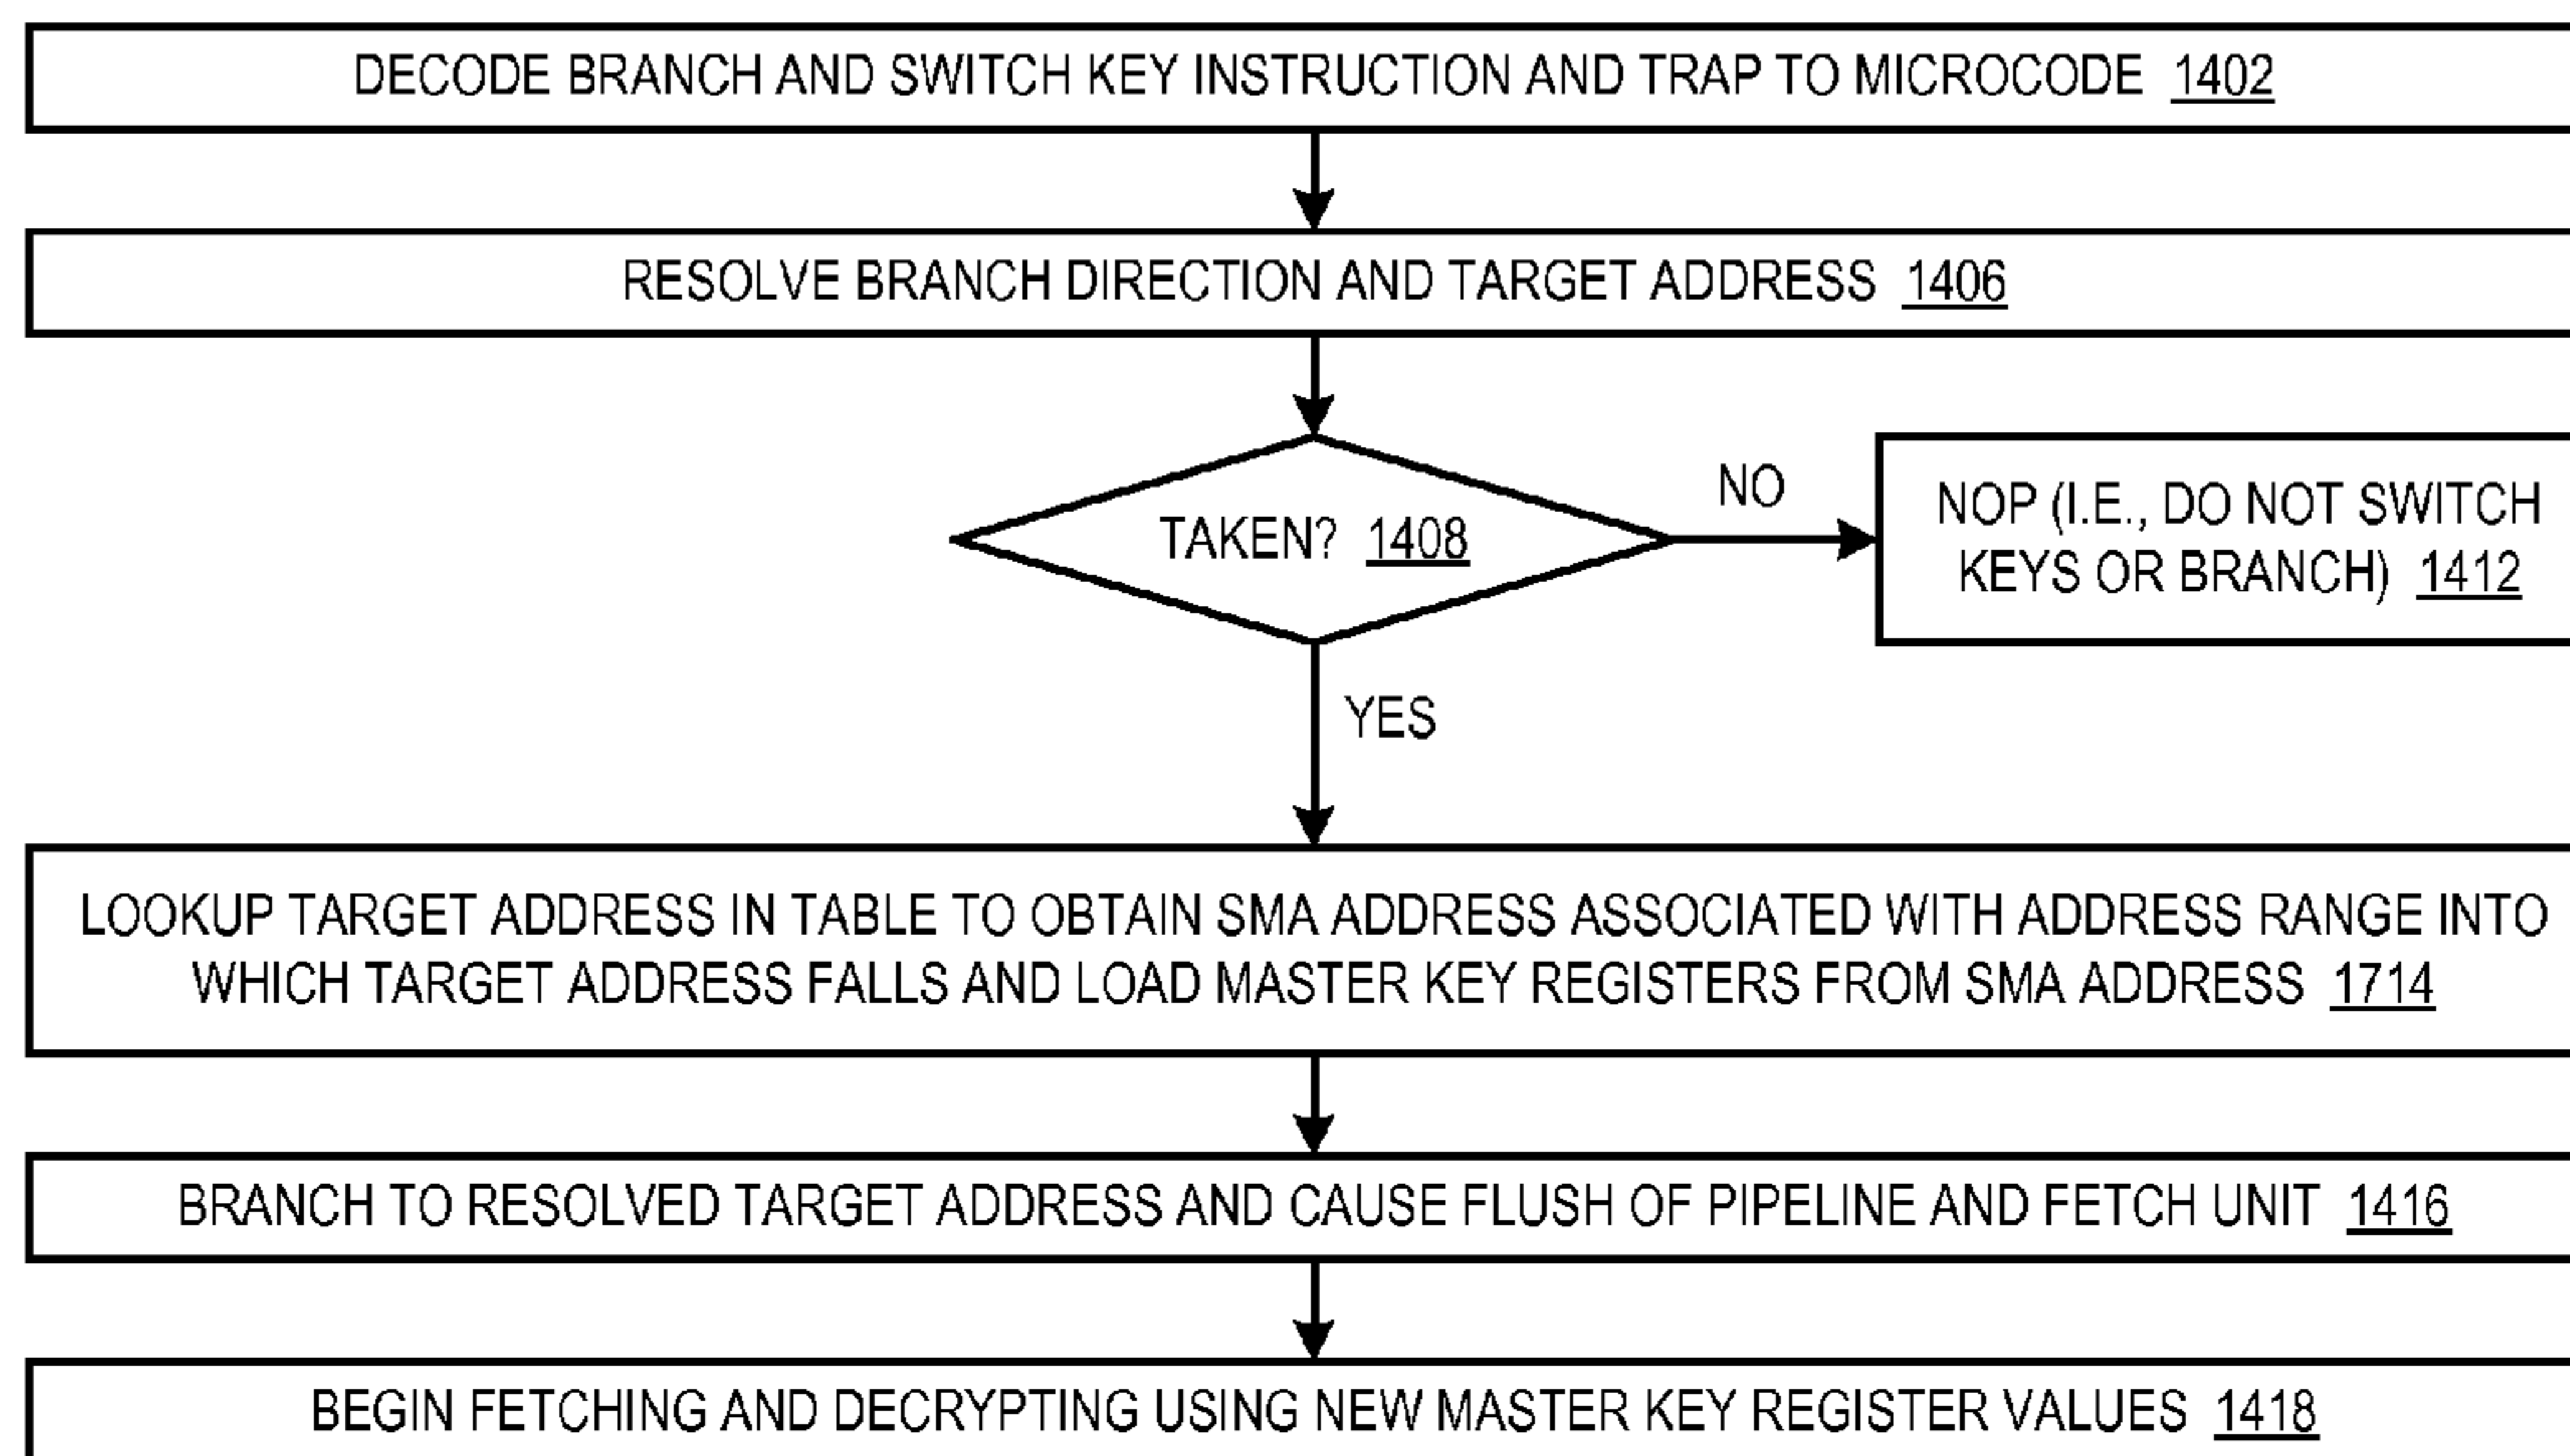 DECODE BRANCH AND SWITCH KEY INSTRUCTION AND TRAP TO MICROCODE 1402
RESOLVE BRANCH DIRECTION AND TARGET ADDRESS 1406
TAKEN? 1408
NO
NOP (I.E., DO NOT SWITCH
KEYS OR BRANCH) 1412
YES
LOOKUP TARGET ADDRESS IN TABLE TO OBTAIN SMA ADDRESS ASSOCIATED WITH ADDRESS RANGE INTO
WHICH TARGET ADDRESS FALLS AND LOAD MASTER KEY REGISTERS FROM SMA ADDRESS 1714
BRANCH TO RESOLVED TARGET ADDRESS AND CAUSE FLUSH OF PIPELINE AND FETCH UNIT 1416
BEGIN FETCHING AND DECRYPTING USING NEW MASTER KEY REGISTER VALUES 1418